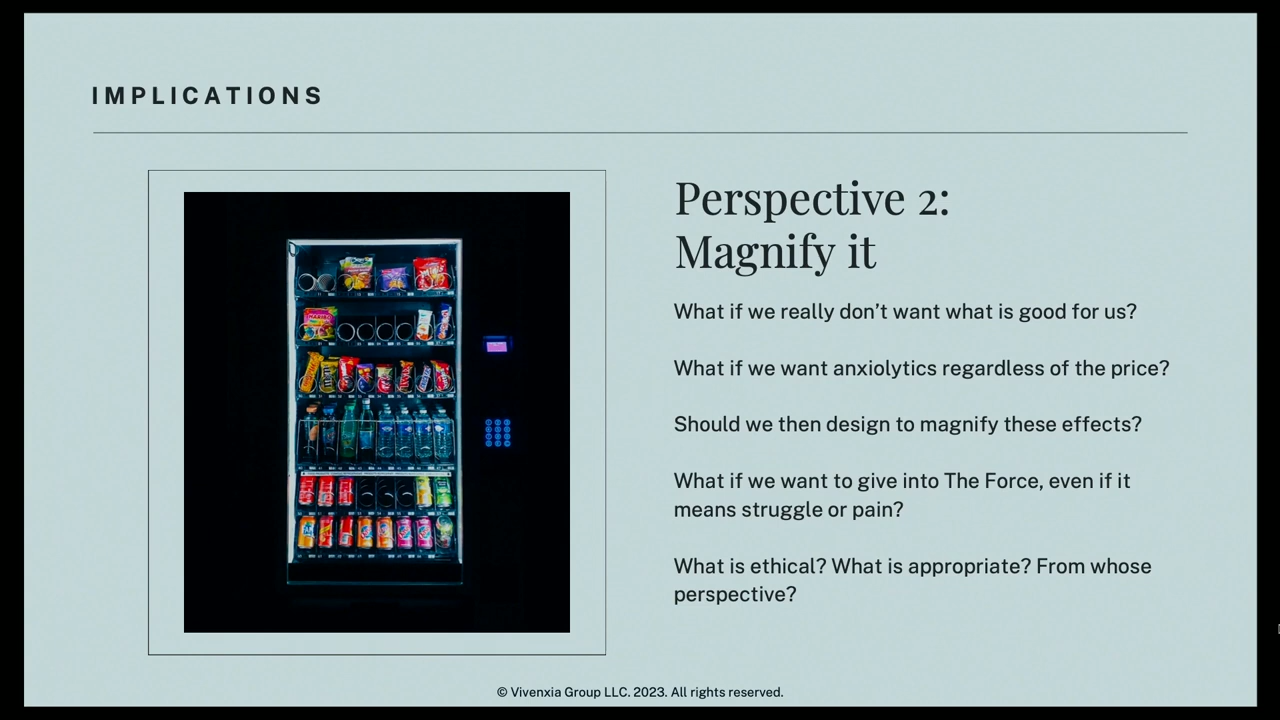 IMPLICATIONS
Perspective 2:
Magnify it
What if we really don’t want what is good for us?
What if we want anxiolytics regardless of the price?
Should we then design to magnify these effects?
What if we want to give into The Force, even if it
means struggle or pain?
What is ethical? What is appropriate? From whose
perspective?
© Vivenxia Group LLC. 2023. All rights reserved.